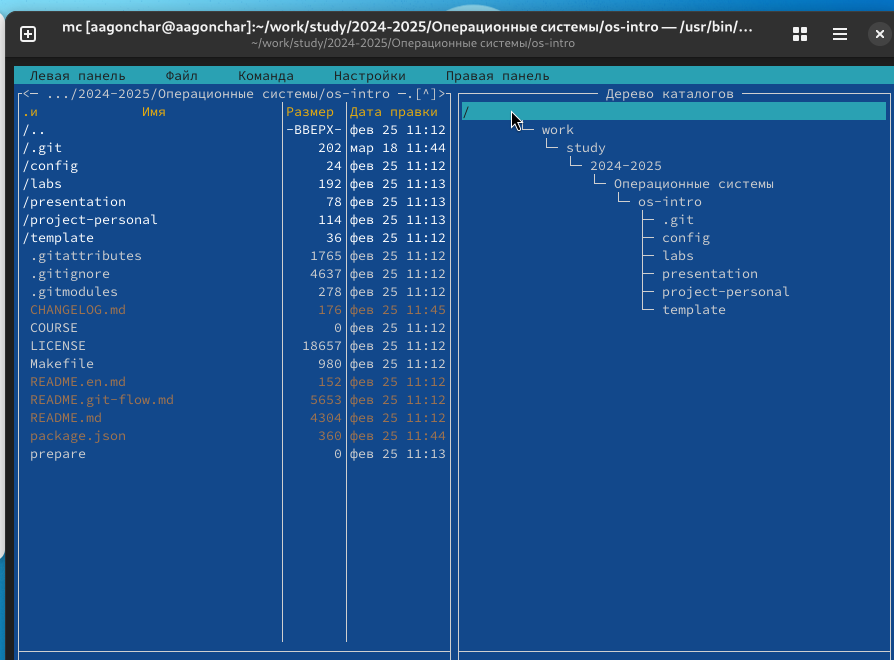 mc [aagonchar@aagonchar]:~/work/study/2024-2025/Операционные системы/os-intro — /usr/bin/…
~/work/study/2024-2025/Операционные системы/os-intro
Левая панель Файл Команда Настройки Правая панель
<— .../2024-2025/Операционные системы/os-intro —.[^]>
.и Имя Размер Дата правки
/.. -ВВЕРХ- фев 25 11:12
/.git 202 мар 18 11:44
/config 24 фев 25 11:12
/labs 192 фев 25 11:13
/presentation 78 фев 25 11:13
/project-personal 114 фев 25 11:13
/template 36 фев 25 11:12
.gitattributes 1765 фев 25 11:12
.gitignore 4637 фев 25 11:12
.gitmodules 278 фев 25 11:12
CHANGELOG.md 176 фев 25 11:45
COURSE 0 фев 25 11:12
LICENSE 18657 фев 25 11:12
Makefile 980 фев 25 11:12
README.en.md 152 фев 25 11:12
README.git-flow.md 5653 фев 25 11:12
README.md 4304 фев 25 11:12
package.json 360 фев 25 11:44
prepare 0 фев 25 11:13
Дерево каталогов
/
work
study
2024-2025
Операционные системы
os-intro
.git
config
labs
presentation
project-personal
template